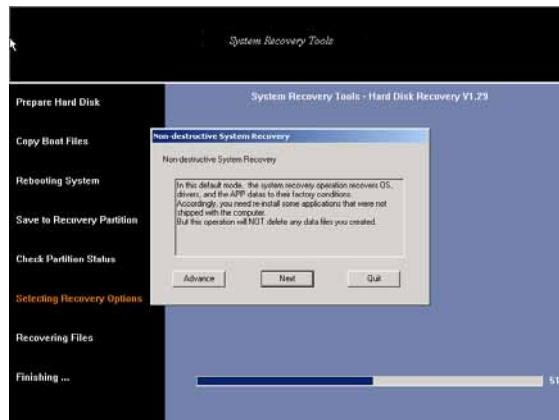 System Recovery Tools
System Recovery Tools - Hard Disk Recovery V1.29
Prepare Hard Disk
Copy Boot Files
Rebooting System
Save to Recovery Partition
Check Partition Status
Selecting Recovery Options
Recovering Files
Finishing ...
Non-destructive System Recovery
Non-destructive System Recovery
In this default mode, the system recovery operation recovers OS,
drivers, and the APP datas to their factory conditions.
Accordingly, you need re-install some applications that were not
shipped with the computer.
But this operation will NOT delete any data files you created.
Advance
Next
Quit
51